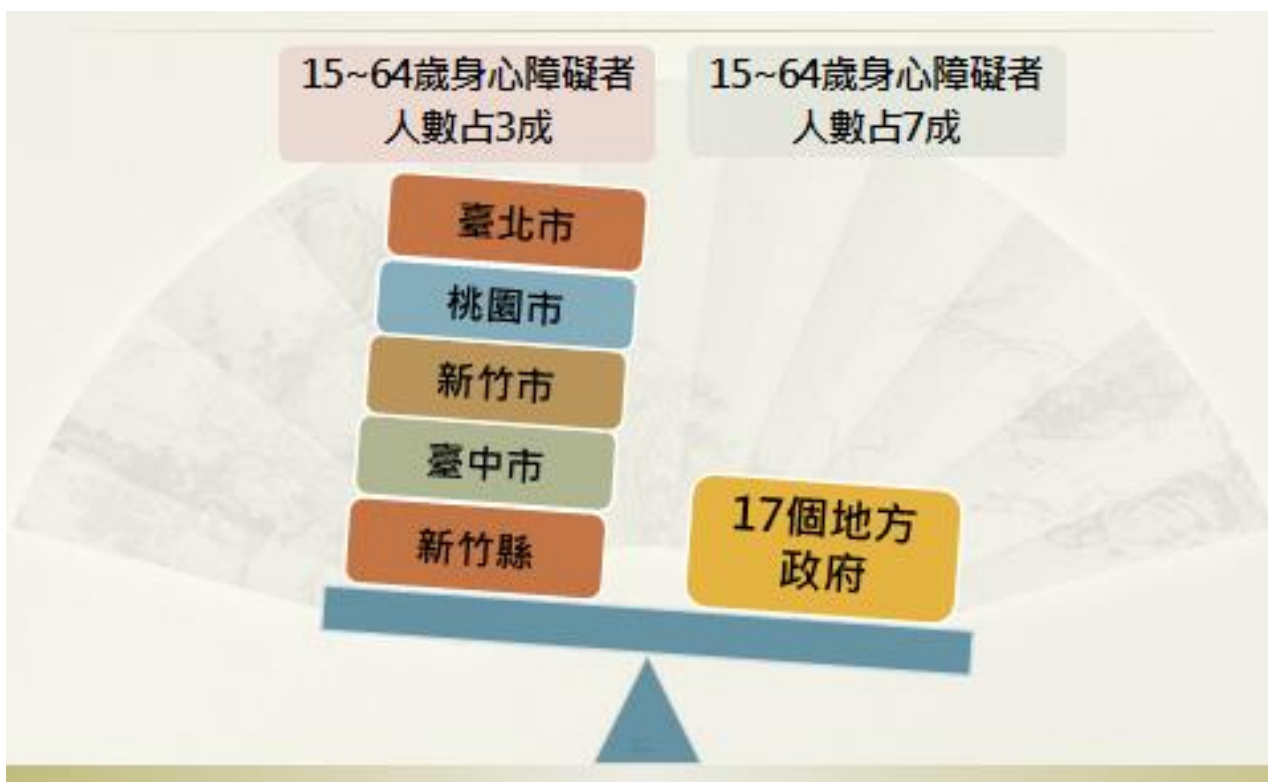 15~64歲身心障礙者
人數占3成
15~64歲身心障礙者
人數占7成
臺北市
桃園市
新竹市
臺中市
新竹縣
17個地方
政府